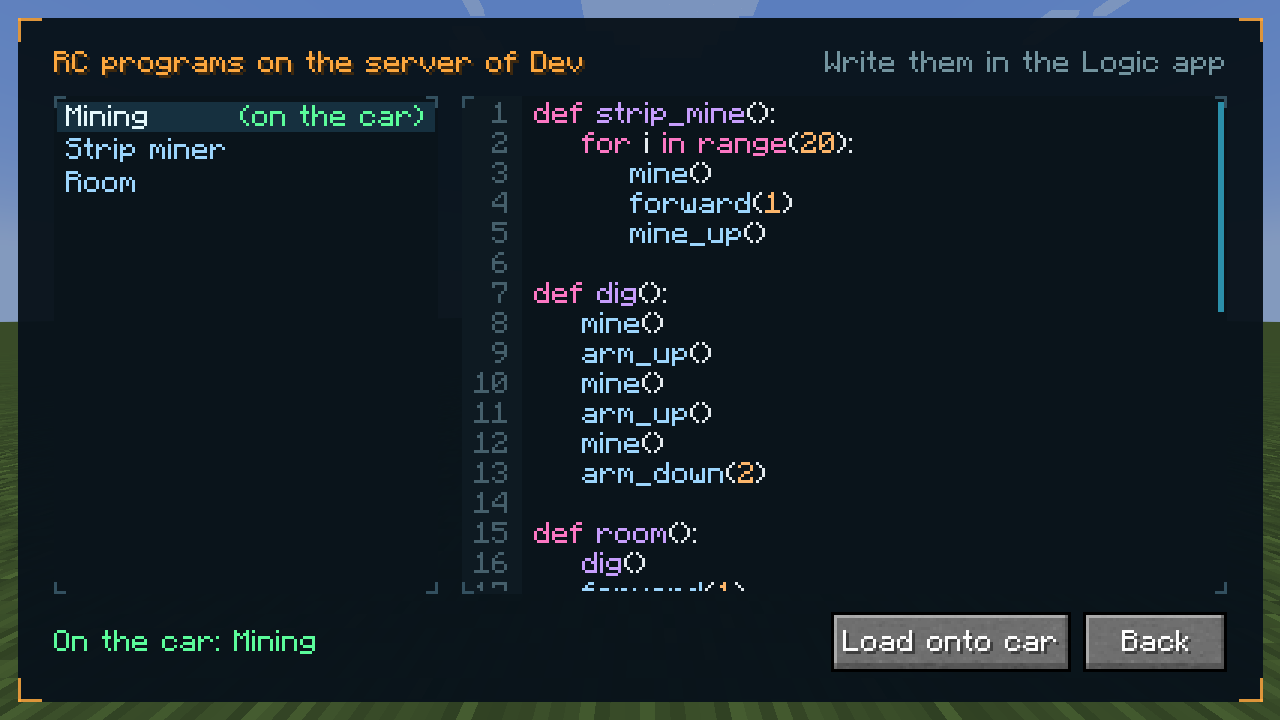 RC programs on the server of Dev
Write them in the Logic app
Mining (on the car)
Strip miner
Room
1 def strip_mine():
2 for i in range(20):
3 mine()
4 forward(1)
5 mine_up()
6
7 def dig():
8 mine()
9 arm_up()
10 mine()
11 arm_up()
12 mine()
13 arm_down(2)
14
15 def room():
16 dig()
On the car: Mining
Load onto car
Back